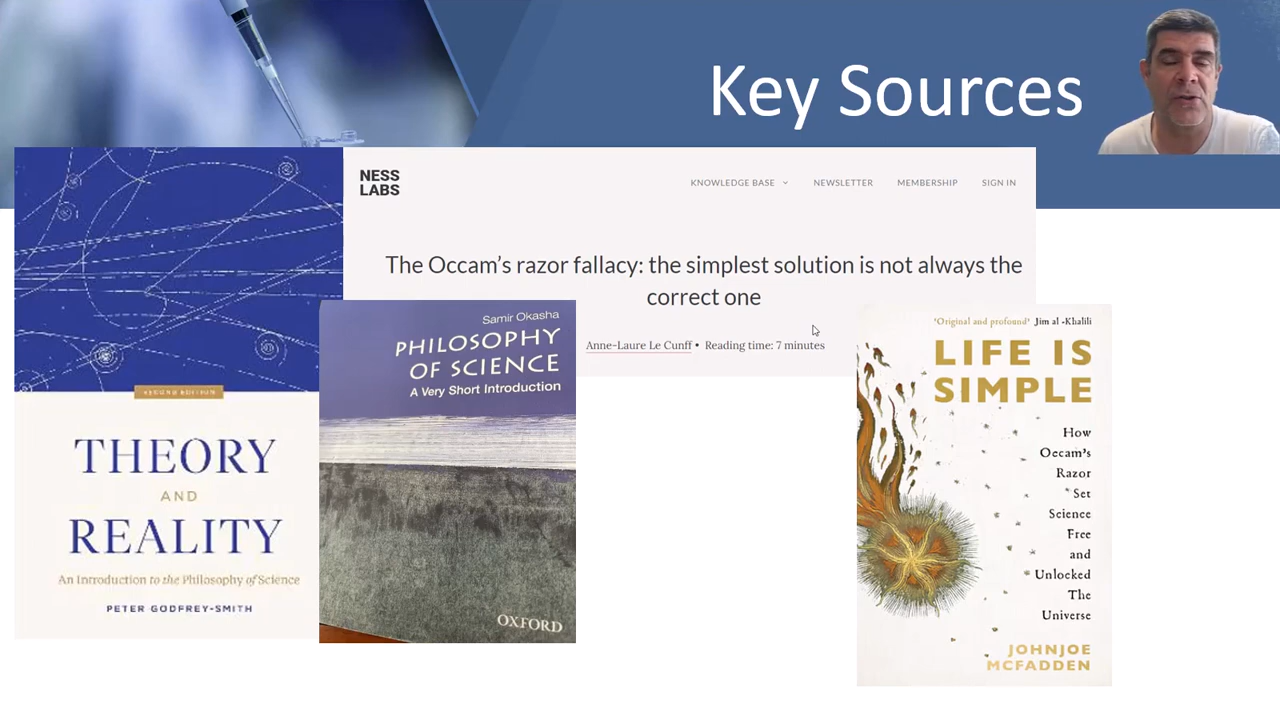 Key Sources
NESS
LABS
KNOWLEDGE BASE
NEWSLETTER
MEMBERSHIP
SIGN IN
The Occam's razor fallacy: the simplest solution is not always the
correct one
Anne-Laure Le Cunff • Reading time: 7 minutes
SECOND EDITION
THEORY
AND
REALITY
An Introduction to the Philosophy of Science
PETER GODFREY-SMITH
Samir Okasha
PHILOSOPHY
OF SCIENCE
A Very Short Introduction
OXFORD
'Original and profound' Jim al-Khalili
LIFE IS
SIMPLE
How
Occam's
Razor
Set
Science
Free
and
Unlocked
The
Universe
JOHNJOE
MCFADDEN